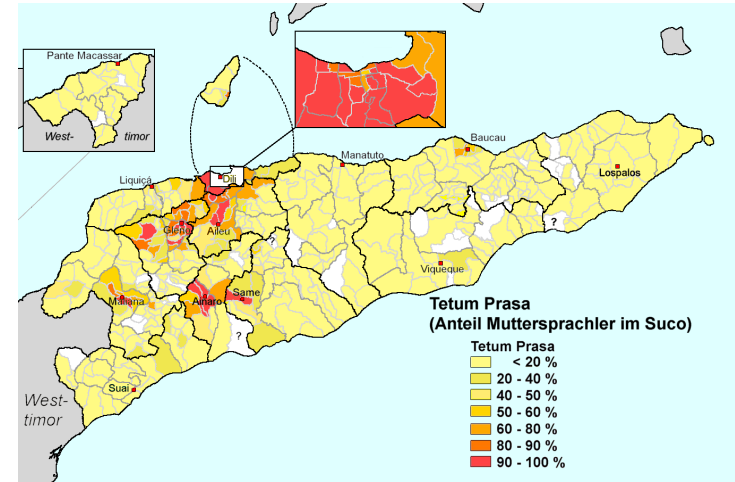 Pante Macassar
West- timor
Dili
Manatuto
Baucau
Liquiçá
Lospalos
Gleno
Aileu
?
?
Viqueque
Maliana
Ainaro
Same
?
Suai
West-
timor
Tetum Prasa
(Anteil Muttersprachler im Suco)
Tetum Prasa
< 20 %
20 - 40 %
40 - 50 %
50 - 60 %
60 - 80 %
80 - 90 %
90 - 100 %